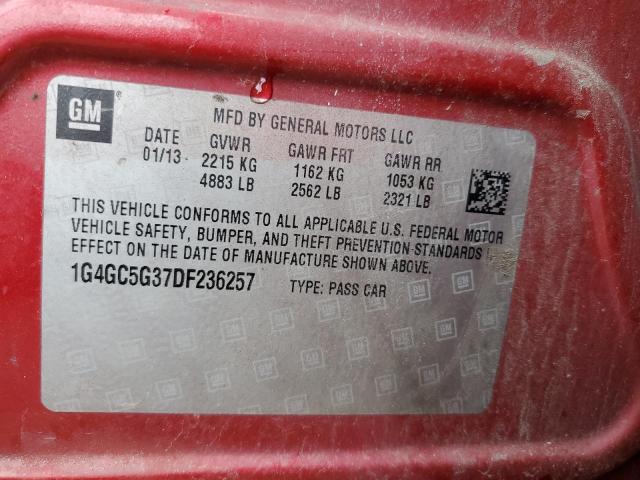 GM
MFD BY GENERAL MOTORS LLC
DATE GVWR GAWR FRT GAWR RR
01/13 2215 KG 1162 KG 1053 KG
4883 LB 2562 LB 2321 LB
THIS VEHICLE CONFORMS TO ALL APPLICABLE U.S. FEDERAL MOTOR
VEHICLE SAFETY, BUMPER, AND THEFT PREVENTION STANDARDS
EFFECT ON THE DATE OF MANUFACTURE SHOWN ABOVE.
1G4GC5G37DF236257 TYPE: PASS CAR